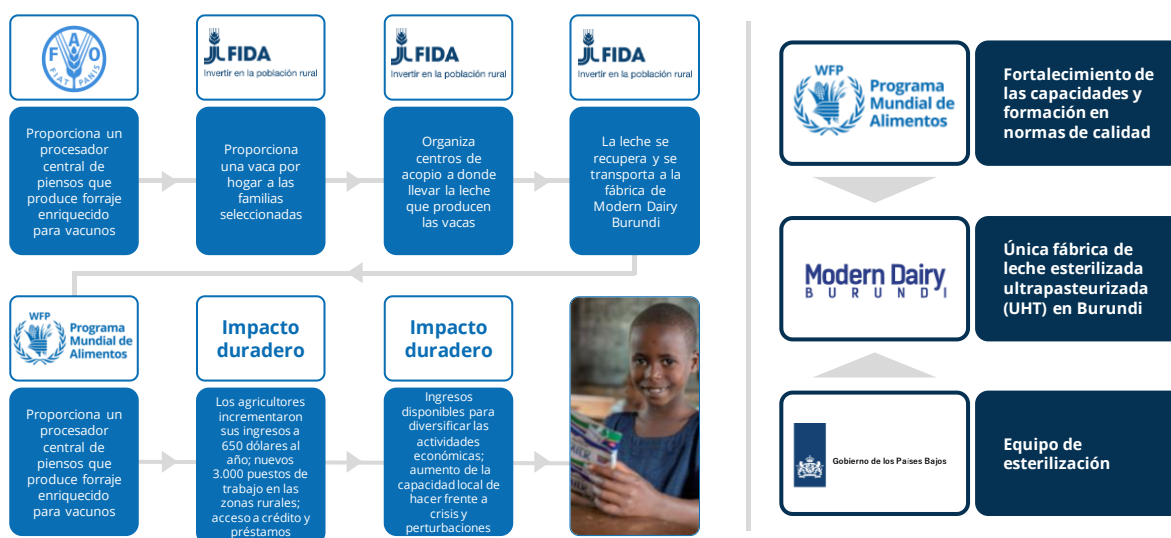 FAO
FIAT PANIS
FIDA
Invertir en la población rural
FIDA
Invertir en la población rural
FIDA
Invertir en la población rural
Proporciona un
procesador
central de
piensos que
produce forraje
enriquecido
para vacunos
Proporciona
una vaca por
hogar a las
familias
seleccionadas
Organiza
centros de
acopio a donde
llevar la leche
que producen
las vacas
La leche se
recupera y se
transporta a la
fábrica de
Modern Dairy
Burundi
WFP
Programa
Mundial de
Alimentos
Proporciona un
procesador
central de
piensos que
produce forraje
enriquecido
para vacunos
Impacto
duradero
Los agricultores
incrementaron
sus ingresos a
650 dólares al
año; nuevos
3.000 puestos de
trabajo en las
zonas rurales;
acceso a crédito y
préstamos
Impacto
duradero
Ingresos
disponibles para
diversificar las
actividades
económicas;
aumento de la
capacidad local de
hacer frente a
crisis y
perturbaciones
MILK
WFP
Programa
Mundial de
Alimentos
Fortalecimiento de
las capacidades y
formación en
normas de calidad
Modern Dairy
BURUNDI
Única fábrica de
leche esterilizada
ultrapasteurizada
(UHT) en Burundi
Gobierno de los Países Bajos
Equipo de
esterilización